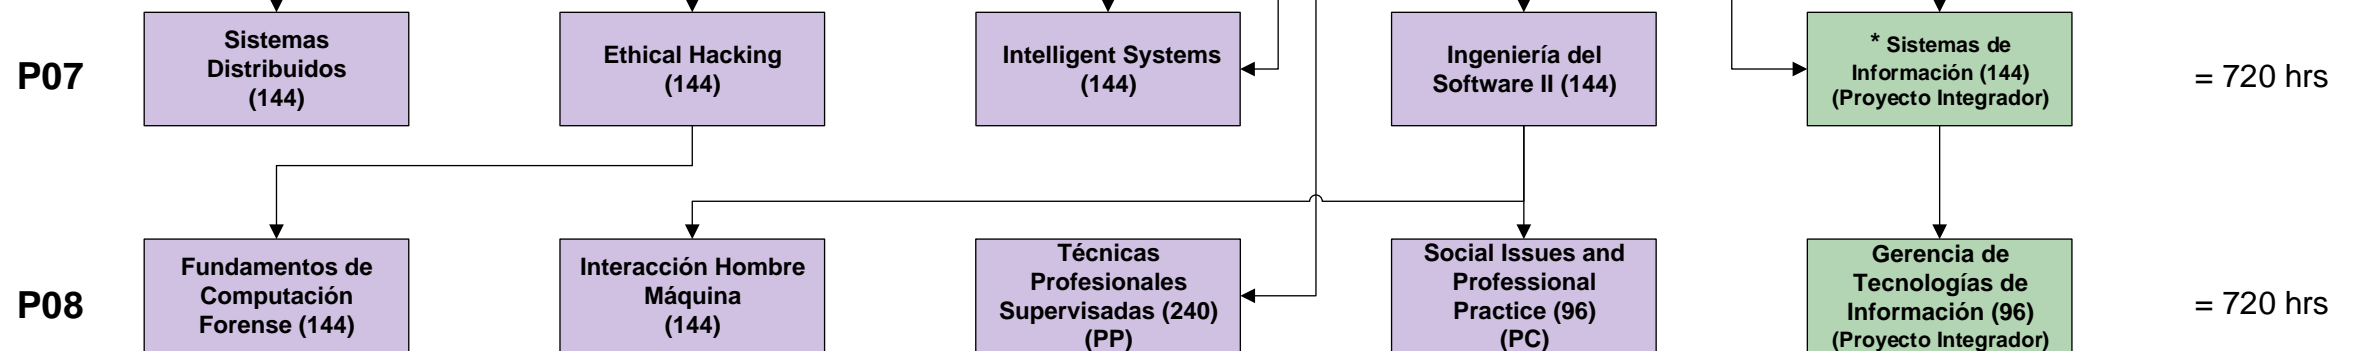 P07
Sistemas
Distribuidos
(144)
Ethical Hacking
(144)
Intelligent Systems
(144)
Ingeniería del
Software II (144)
* Sistemas de
Información (144)
(Proyecto Integrador)
= 720 hrs
P08
Fundamentos de
Computación
Forense (144)
Interacción Hombre
Máquina
(144)
Técnicas
Profesionales
Supervisadas (240)
(PP)
Social Issues and
Professional
Practice (96)
(PC)
Gerencia de
Tecnologías de
Información (96)
(Proyecto Integrador)
= 720 hrs